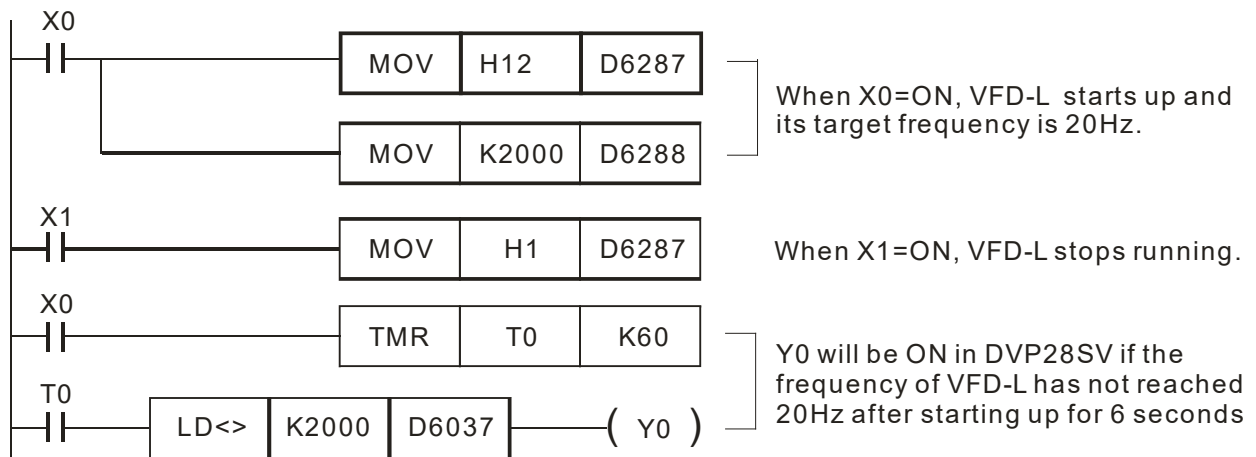 X0
MOV H12 D6287
MOV K2000 D6288
When X0=ON, VFD-L starts up and
its target frequency is 20Hz.
X1
MOV H1 D6287
When X1=ON, VFD-L stops running.
X0
TMR T0 K60
T0
LD<> K2000 D6037 ( Y0 )
Y0 will be ON in DVP28SV if the
frequency of VFD-L has not reached
20Hz after starting up for 6 seconds